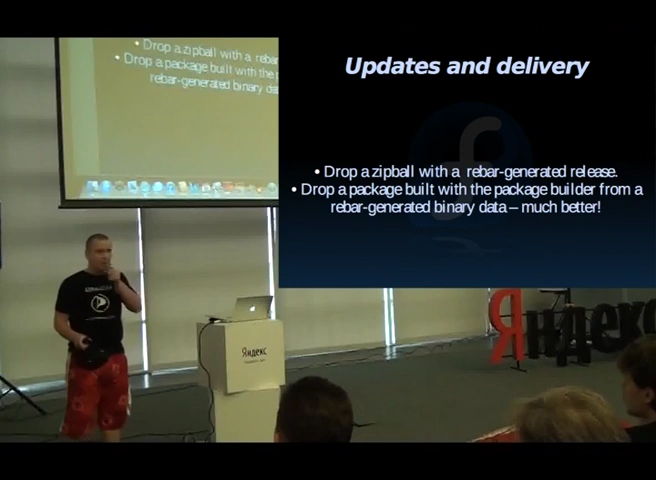 Drop a zipball with a rebar
• Drop a package built with the p
rebar-generated binary da
Updates and delivery
• Drop a zipball with a rebar-generated release.
• Drop a package built with the package builder from a
rebar-generated binary data – much better!
Яндекс
Яндекс